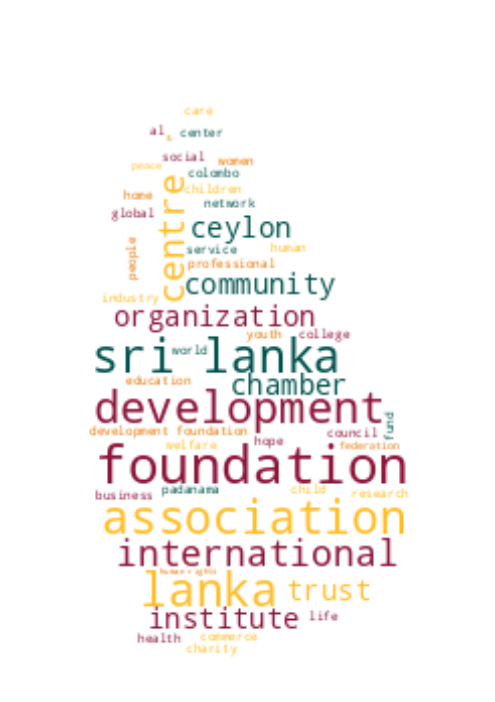 care
al
s
center
social
peace
women
colombo
centre
children
home
network
global
ceylon
people
service
human
professional
community
industry
organization
youth
college
world
sri lanka
education
chamber
development
fund
development foundation
council
welfare
hope
federation
foundation
business
padanama
child
research
association
international
human rights
lanka
trust
institute
life
health
commerce
charity